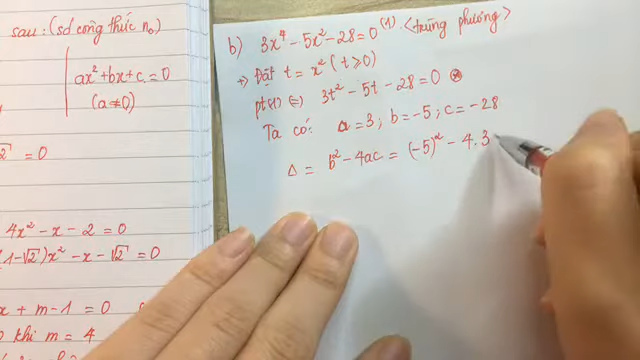 sau: (sd công thức n₀)
ax² + bx + c = 0
(a ≠ 0)
= 0
4x² - x - 2 = 0
(1-√2)x² - x - √2 = 0
x + m - 1 = 0
khi m = 4
b) 3x⁴ - 5x² - 28 = 0 (1) <trùng phương>
+) Đặt t = x² (t ≥ 0)
pt(1) ⇔ 3t² - 5t - 28 = 0 ⊛
Ta có: a = 3; b = -5; c = -28
Δ = b² - 4ac = (-5)² - 4.3